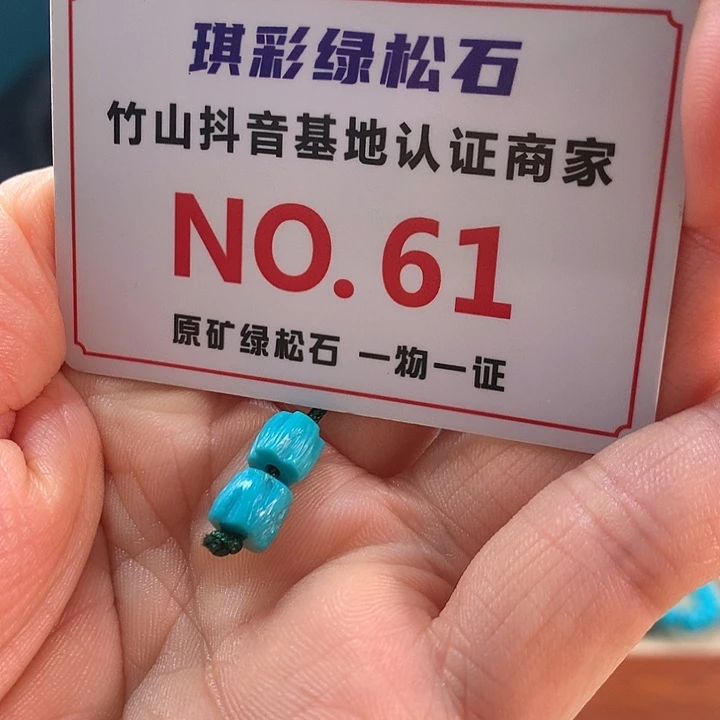 琪彩绿松石
竹山抖音基地认证商家
NO.61
原矿绿松石 一物一证